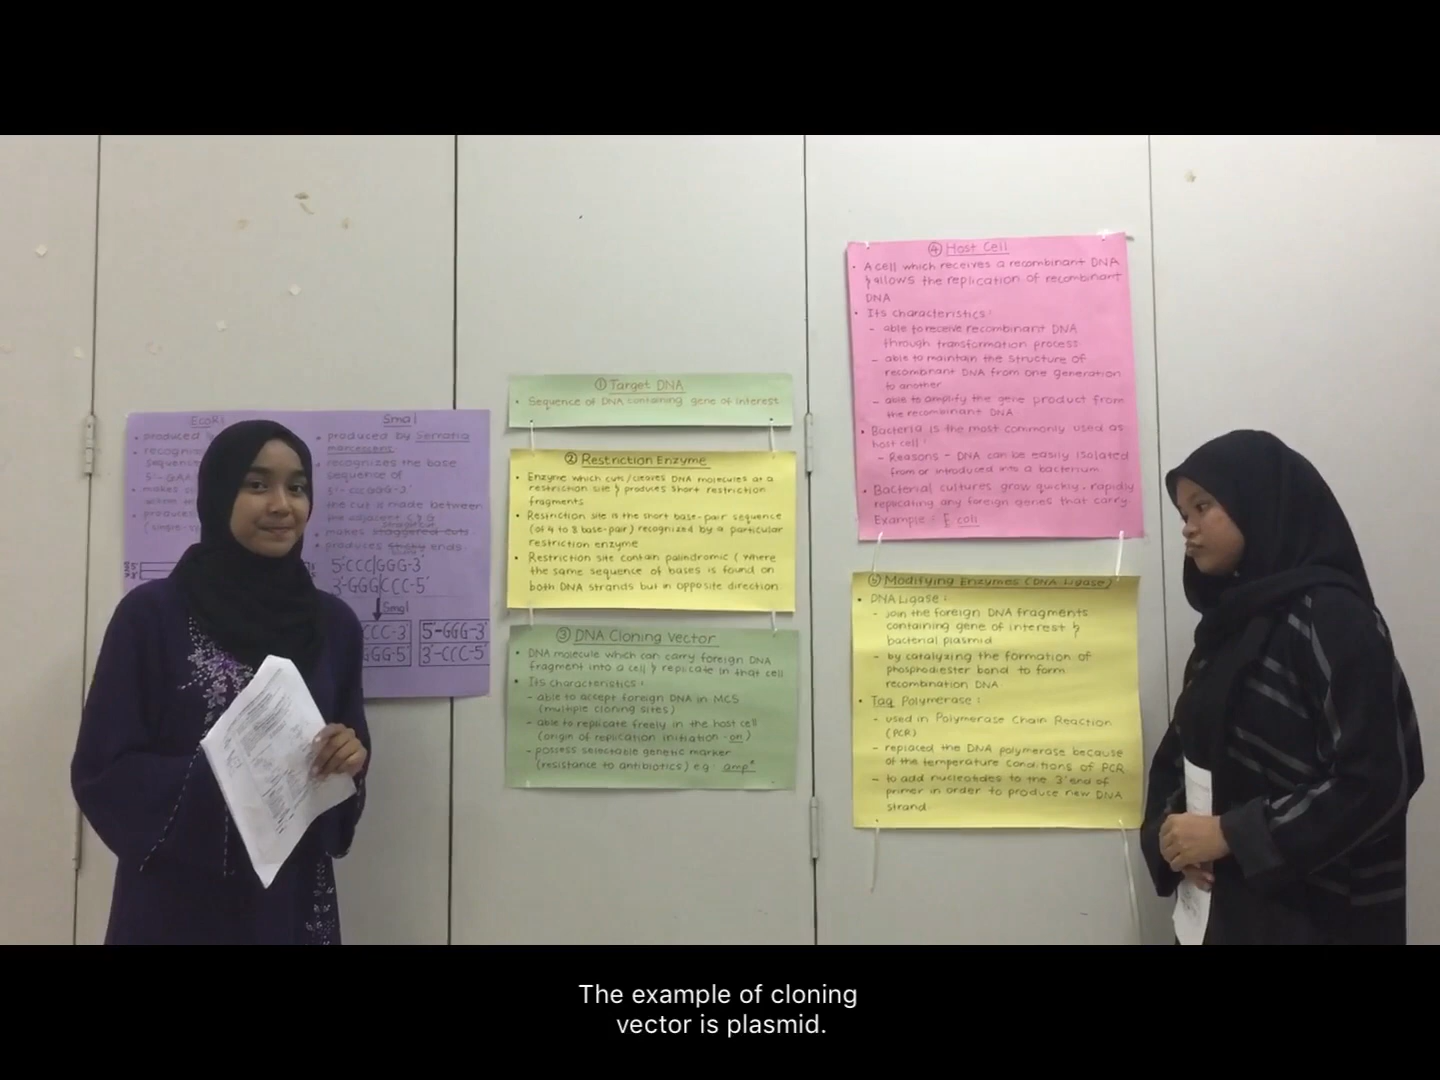 EcoRI
• produced
• recogniz
sequence
5'-GAA
• makes
• produce
SmaI
• produced by Serratia
marcescens
• recognizes the base
sequence of
5'-CCCGGG-3'
the cut is made between
the adjacent C & G
straight cut
• makes staggered cuts
• produces sticky ends
5'CCC|GGG-3'
3'-GGG|CCC-5'
SmaI
CCC-3'
GGG-5'
5'-GGG-3'
3'-CCC-5'
① Target DNA
• Sequence of DNA containing gene of interest
② Restriction Enzyme
• Enzyme which cuts/cleaves DNA molecules at a
restriction site & produces short restriction
fragments
• Restriction site is the short base-pair sequence
(of 4 to 8 base-pair) recognized by a particular
restriction enzyme
• Restriction site contain palindromic (where
the same sequence of bases is found on
both DNA strands but in opposite direction.
③ DNA Cloning Vector
• DNA molecule which can carry foreign DNA
fragment into a cell & replicate in that cell
• Its characteristics:
- able to accept foreign DNA in MCS
(multiple cloning sites)
- able to replicate freely in the host cell
(origin of replication initiation - ori)
- possess selectable genetic marker
(resistance to antibiotics) eg: ampᴿ
④ Host Cell
• A cell which receives a recombinant DNA
& allows the replication of recombinant
DNA
• Its characteristics:
- able to receive recombinant DNA
through transformation process
- able to maintain the structure of
recombinant DNA from one generation
to another
- able to amplify the gene product from
the recombinant DNA
• Bacteria is the most commonly used as
host cell:
- Reasons - DNA can be easily isolated
from or introduced into a bacterium
• Bacterial cultures grow quickly, rapidly
replicating any foreign genes that carry
Example: E. coli
⑤ Modifying Enzymes (DNA Ligase)
• DNA Ligase:
- join the foreign DNA fragments
containing gene of interest &
bacterial plasmid
- by catalyzing the formation of
phosphodiester bond to form
recombination DNA
• Taq Polymerase:
- used in Polymerase Chain Reaction
(PCR)
- replaced the DNA polymerase because
of the temperature conditions of PCR
- to add nucleotides to the 3' end of
primer in order to produce new DNA
strand.
The example of cloning
vector is plasmid.